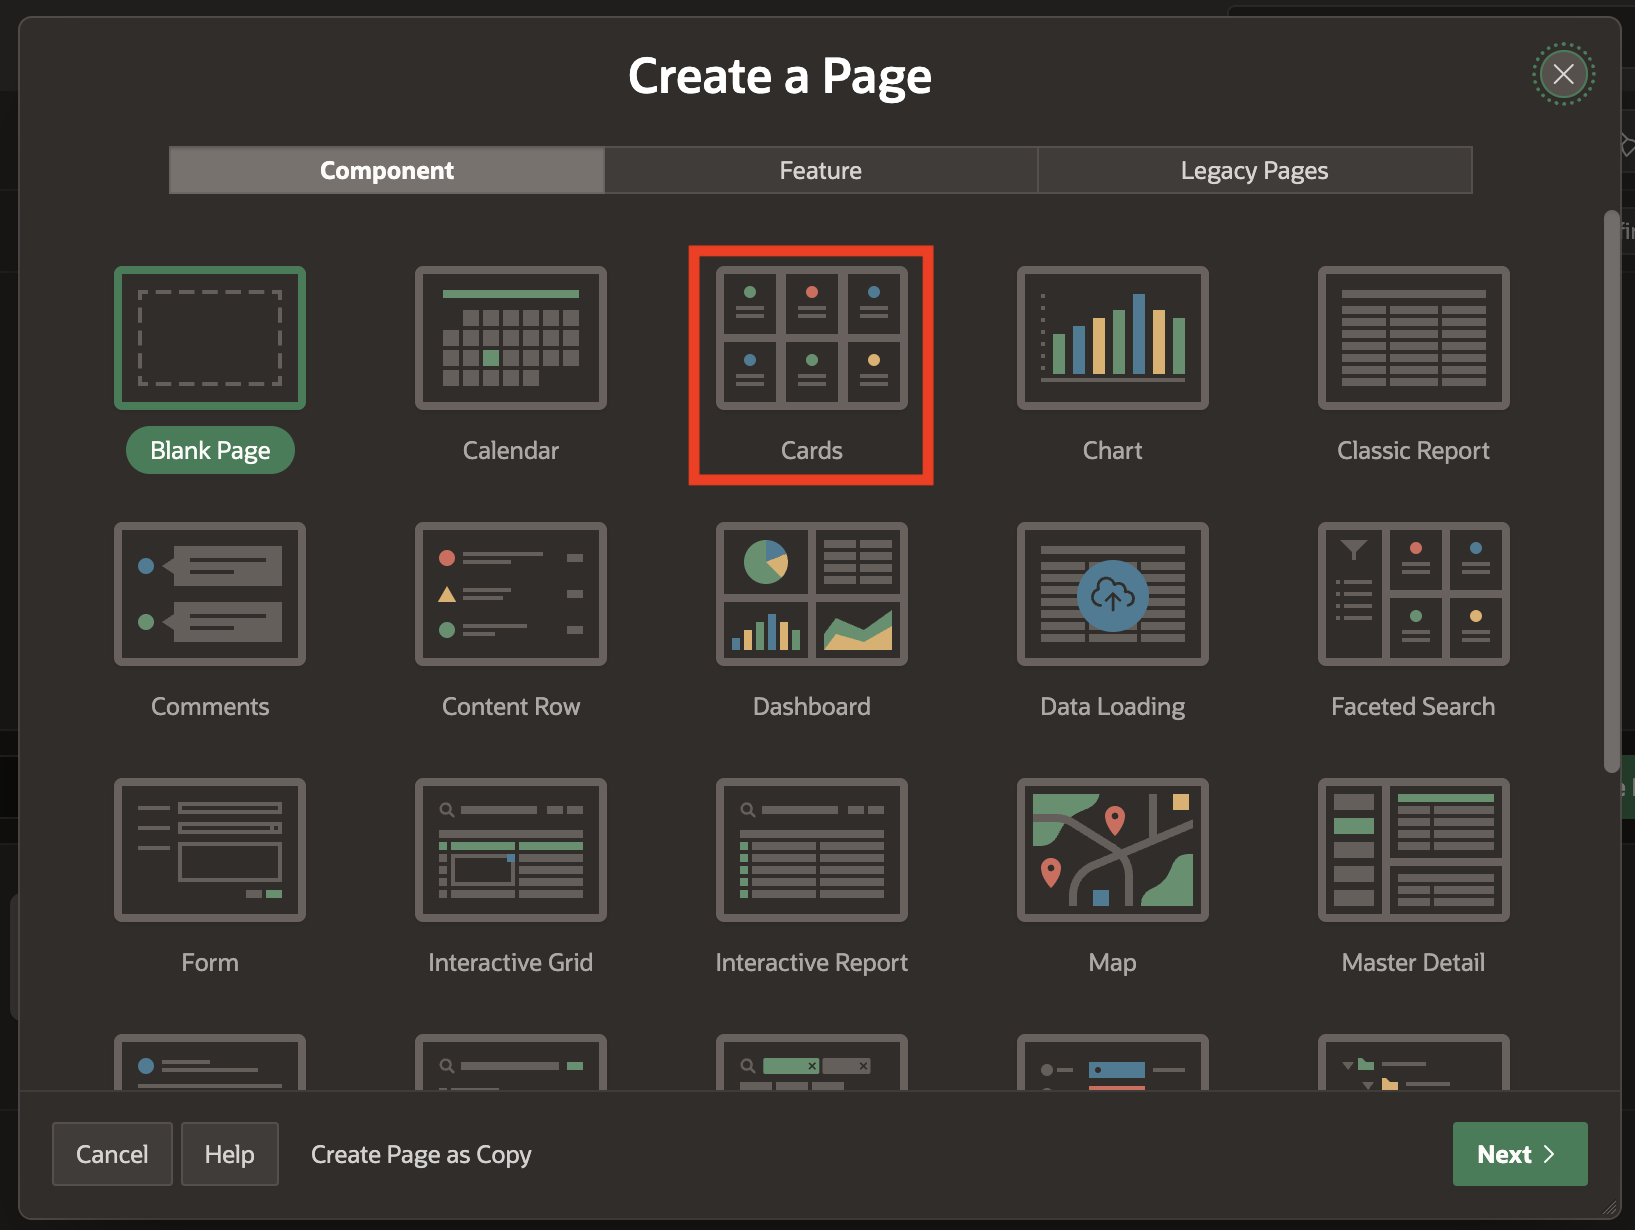 Create a Page
Component
Feature
Legacy Pages
Blank Page
Calendar
Cards
Chart
Classic Report
Comments
Content Row
Dashboard
Data Loading
Faceted Search
Form
Interactive Grid
Interactive Report
Map
Master Detail
Cancel
Help
Create Page as Copy
Next